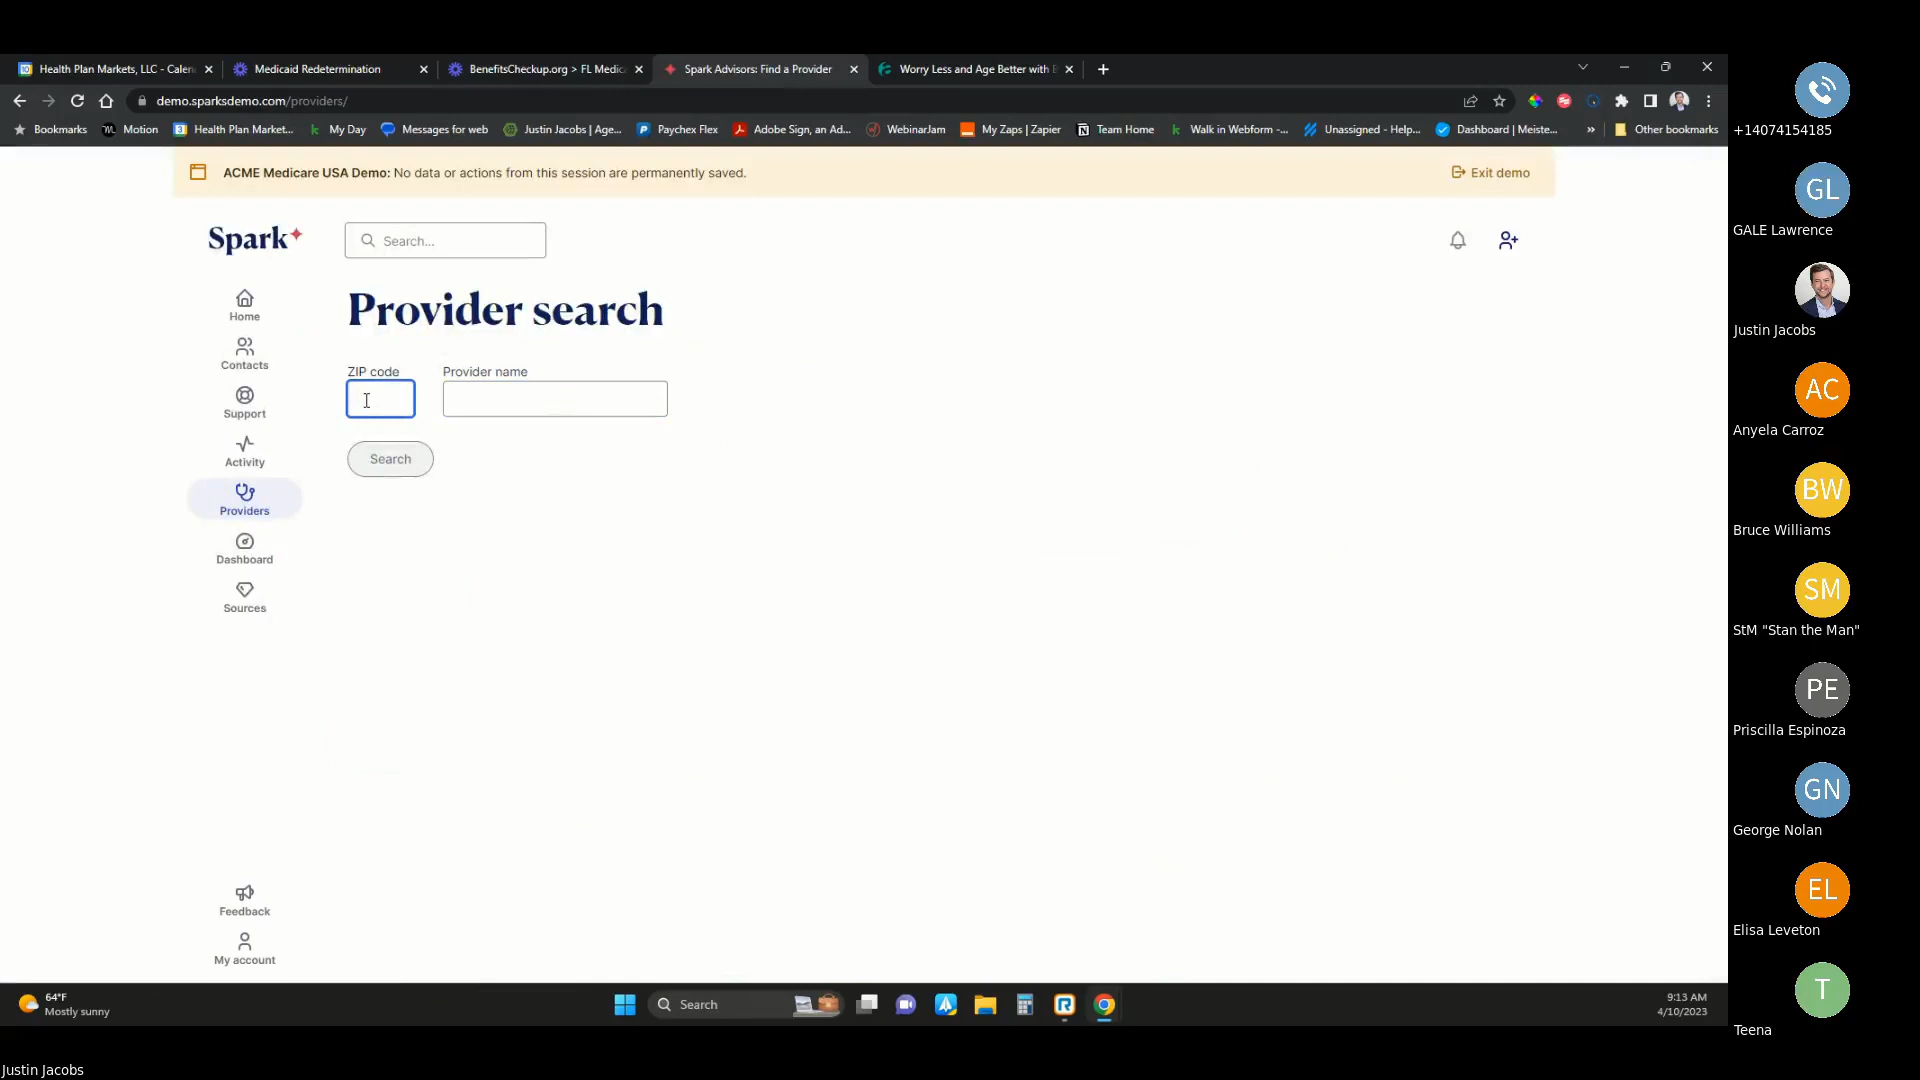 Health Plan Markets, LLC - Calen
Medicaid Redetermination
BenefitsCheckup.org > FL Medic
Spark Advisors: Find a Provider
Worry Less and Age Better with
demo.sparksdemo.com/providers/
Bookmarks
Motion
Health Plan Market...
My Day
Messages for web
Justin Jacobs | Age...
Paychex Flex
Adobe Sign, an Ad...
WebinarJam
My Zaps | Zapier
Team Home
Walk in Webform -...
Unassigned - Help...
Dashboard | Meiste...
»
Other bookmarks
ACME Medicare USA Demo: No data or actions from this session are permanently saved.
Exit demo
Spark
Search...
Provider search
ZIP code
Provider name
Search
Home
Contacts
Support
Activity
Providers
Dashboard
Sources
Feedback
My account
64°F
Mostly sunny
Search
9:13 AM
4/10/2023
+14074154185
GL
GALE Lawrence
Justin Jacobs
AC
Anyela Carroz
BW
Bruce Williams
SM
StM "Stan the Man"
PE
Priscilla Espinoza
GN
George Nolan
EL
Elisa Leveton
T
Teena
Justin Jacobs